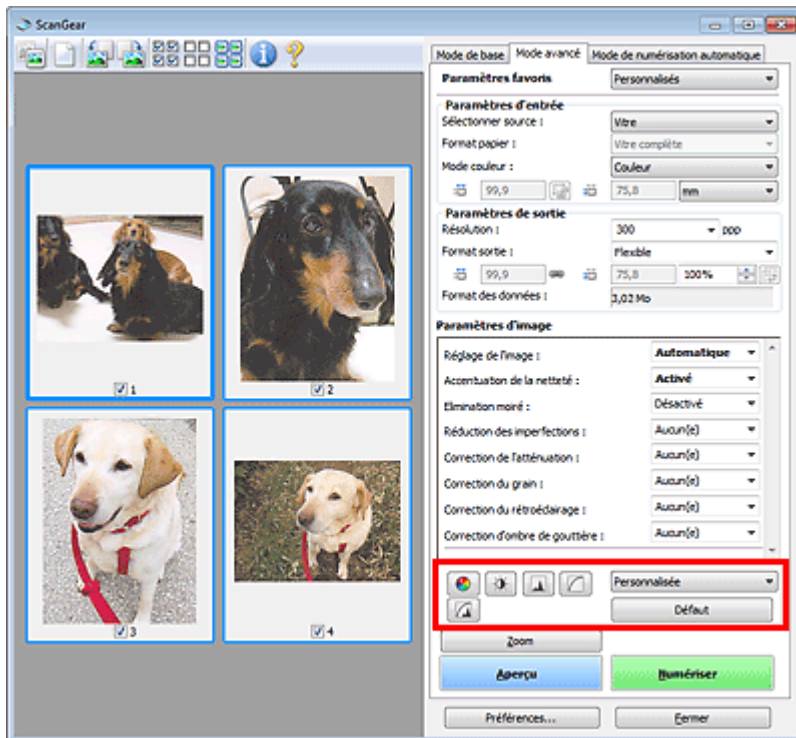 ScanGear
Mode de base Mode avancé Mode de numérisation automatique
Paramètres favoris Personnalisés
Paramètres d'entrée
Sélectionner source : Vitre
Format papier : Vitre complète
Mode couleur : Couleur
99,9 75,8 mm
Paramètres de sortie
Résolution : 300 ppp
Format sortie : Flexible
99,9 75,8 100%
Format des données : 3,02 Mo
Paramètres d'image
Réglage de l'image : Automatique
Accentuation de la netteté : Activé
Elimination moiré : Désactivé
Réduction des imperfections : Aucun(e)
Correction de l'atténuation : Aucun(e)
Correction du grain : Aucun(e)
Correction du rétroéclairage : Aucun(e)
Correction d'ombre de gouttière : Aucun(e)
Personnalisée
Défaut
Zoom
Aperçu Numériser
Préférences... Fermer
1 2
3 4